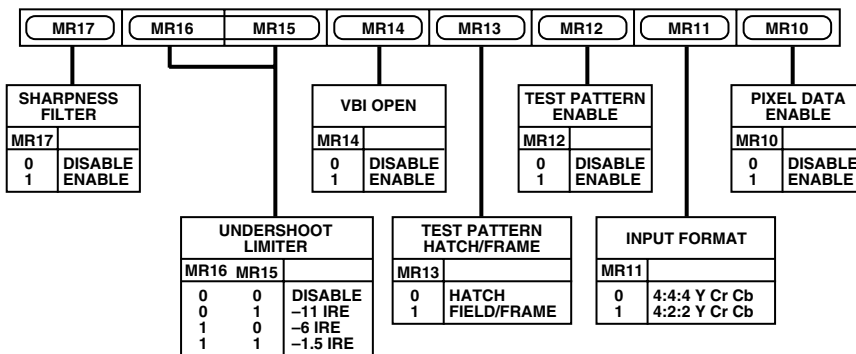 MR17 MR16 MR15 MR14 MR13 MR12 MR11 MR10
SHARPNESS
FILTER
MR17
0 DISABLE
1 ENABLE
VBI OPEN
MR14
0 DISABLE
1 ENABLE
TEST PATTERN
ENABLE
MR12
0 DISABLE
1 ENABLE
PIXEL DATA
ENABLE
MR10
0 DISABLE
1 ENABLE
UNDERSHOOT
LIMITER
MR16 MR15
0 0 DISABLE
0 1 –11 IRE
1 0 –6 IRE
1 1 –1.5 IRE
TEST PATTERN
HATCH/FRAME
MR13
0 HATCH
1 FIELD/FRAME
INPUT FORMAT
MR11
0 4:4:4 Y Cr Cb
1 4:2:2 Y Cr Cb